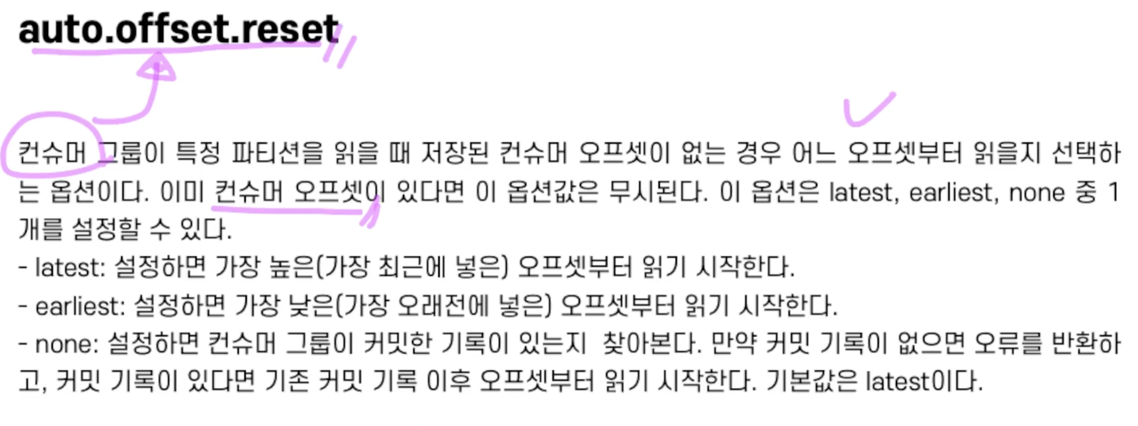 auto.offset.reset
컨슈머 그룹이 특정 파티션을 읽을 때 저장된 컨슈머 오프셋이 없는 경우 어느 오프셋부터 읽을지 선택하
는 옵션이다. 이미 컨슈머 오프셋이 있다면 이 옵션값은 무시된다. 이 옵션은 latest, earliest, none 중 1
개를 설정할 수 있다.
- latest: 설정하면 가장 높은(가장 최근에 넣은) 오프셋부터 읽기 시작한다.
- earliest: 설정하면 가장 낮은(가장 오래전에 넣은) 오프셋부터 읽기 시작한다.
- none: 설정하면 컨슈머 그룹이 커밋한 기록이 있는지  찾아본다. 만약 커밋 기록이 없으면 오류를 반환하
고, 커밋 기록이 있다면 기존 커밋 기록 이후 오프셋부터 읽기 시작한다. 기본값은 latest이다.